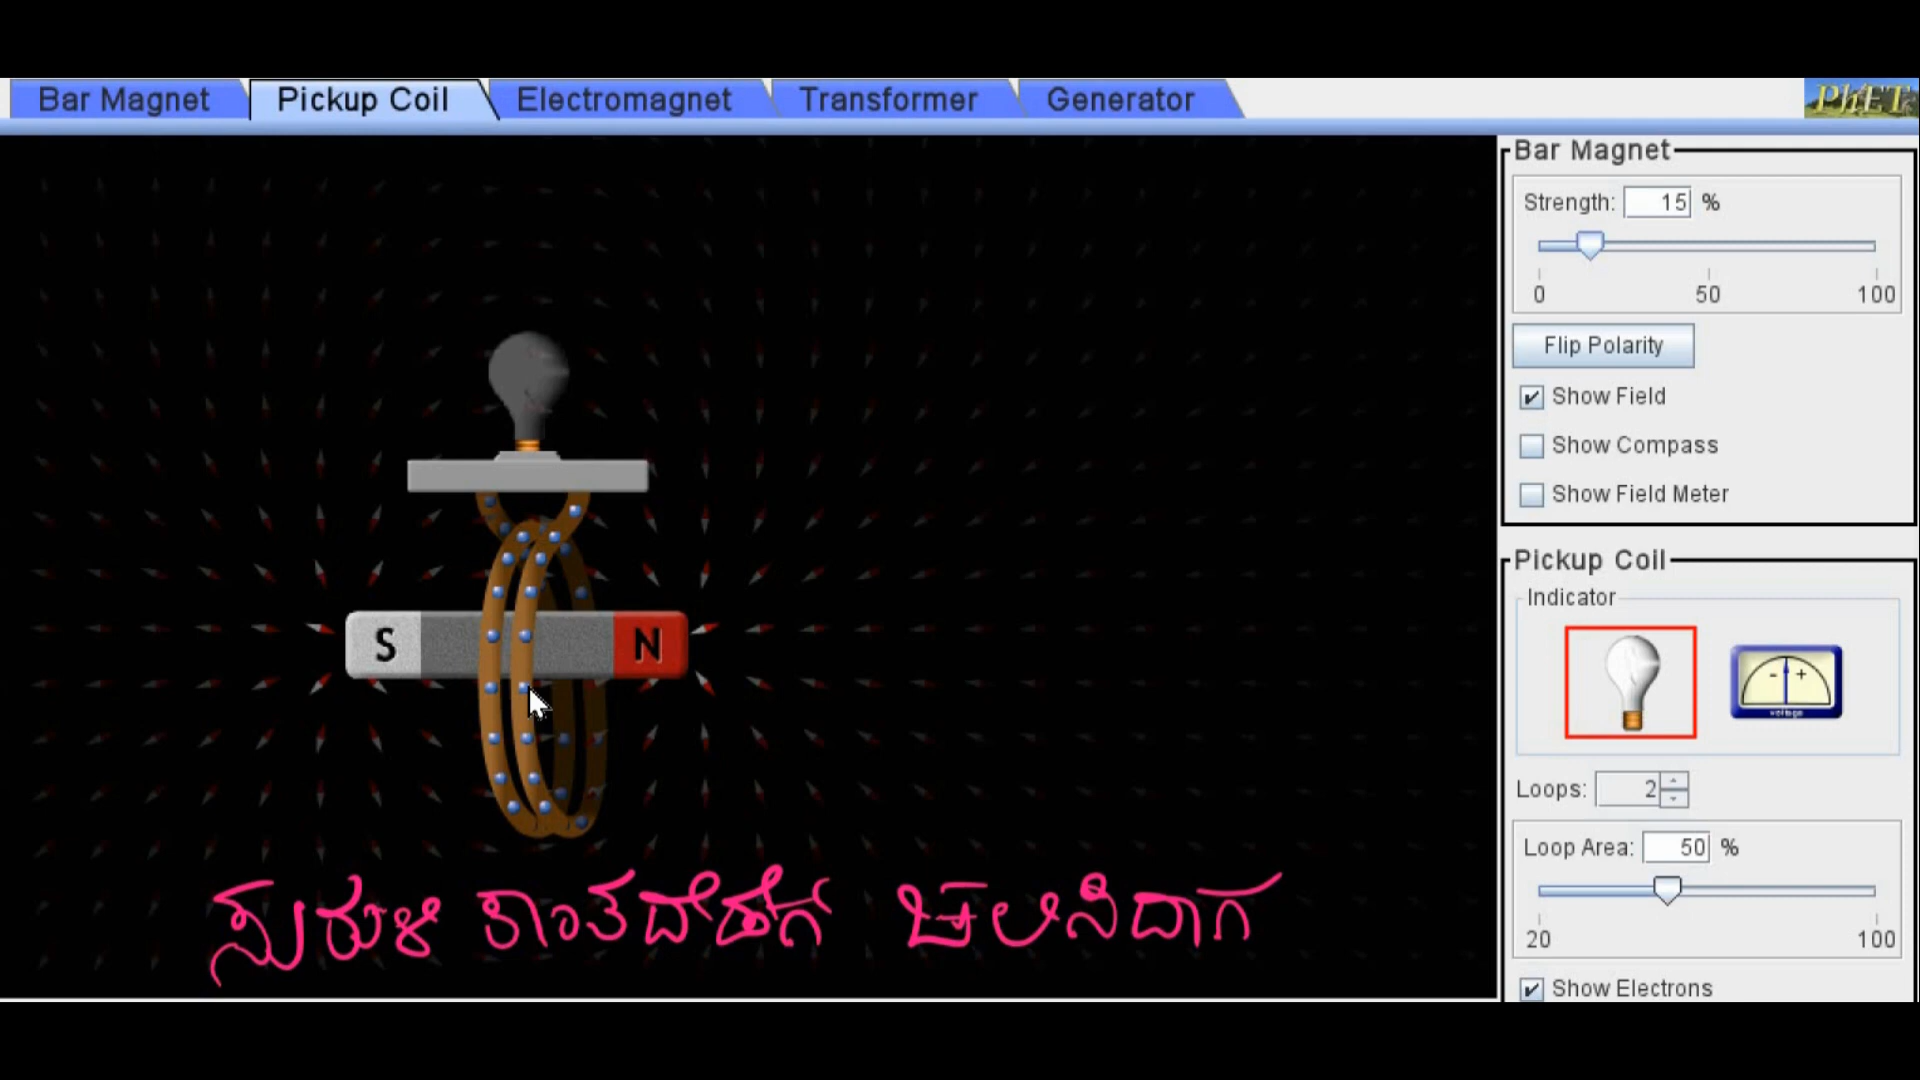 Bar Magnet
Pickup Coil
Electromagnet
Transformer
Generator
PhET
Bar Magnet
Strength: 15 %
0 50 100
Flip Polarity
Show Field
Show Compass
Show Field Meter
S N
Pickup Coil
Indicator
- +
voltage
Loops: 2
Loop Area: 50 %
20 100
Show Electrons
ಸುರುಳಿ ಚಲಿಸಿದಾಗ